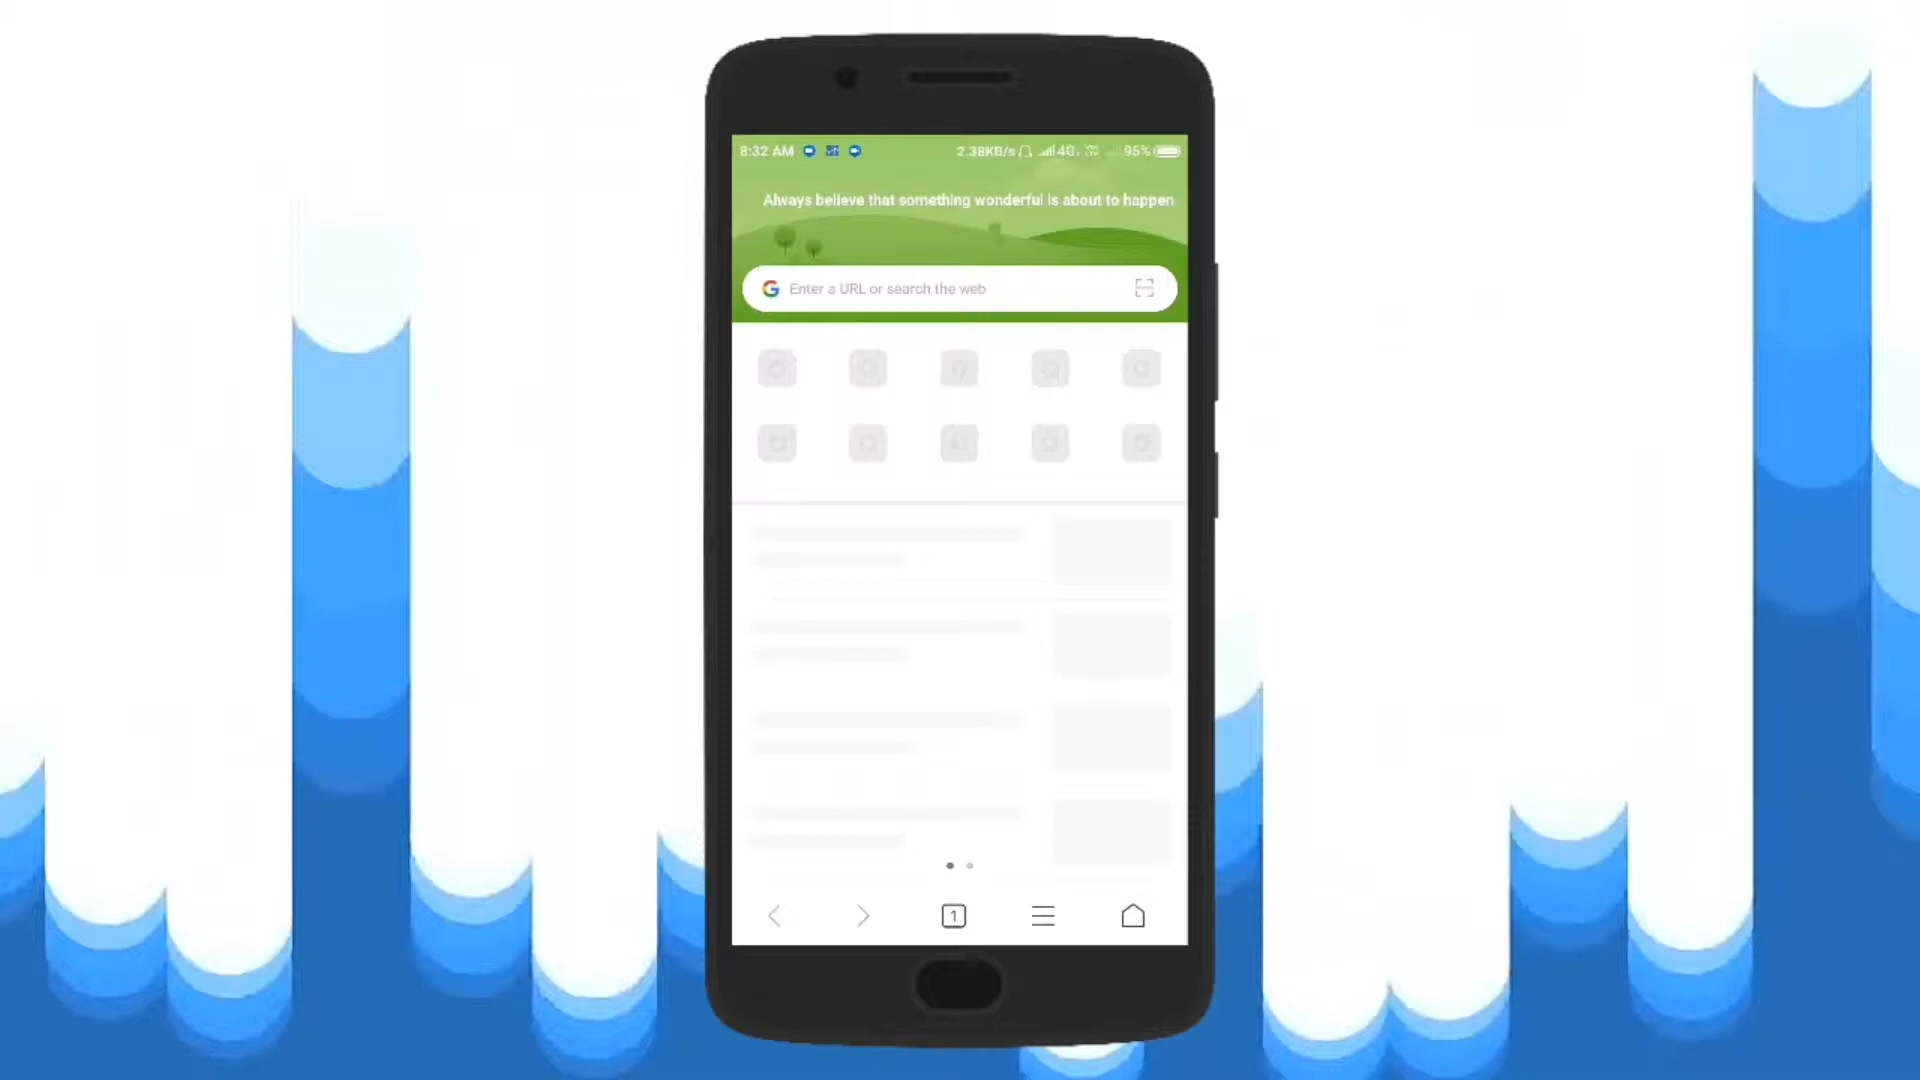 8:32 AM 2.38KB/s 4G 95%
Always believe that something wonderful is about to happen
G Enter a URL or search the web
1